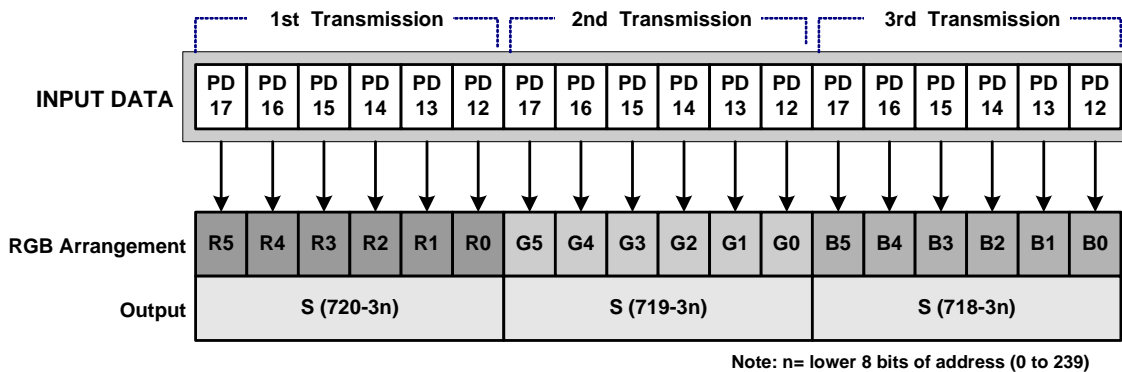 1st Transmission 2nd Transmission 3rd Transmission
INPUT DATA
PD 17 PD 16 PD 15 PD 14 PD 13 PD 12 PD 17 PD 16 PD 15 PD 14 PD 13 PD 12 PD 17 PD 16 PD 15 PD 14 PD 13 PD 12
RGB Arrangement R5 R4 R3 R2 R1 R0 G5 G4 G3 G2 G1 G0 B5 B4 B3 B2 B1 B0
Output S (720-3n) S (719-3n) S (718-3n)
Note: n= lower 8 bits of address (0 to 239)